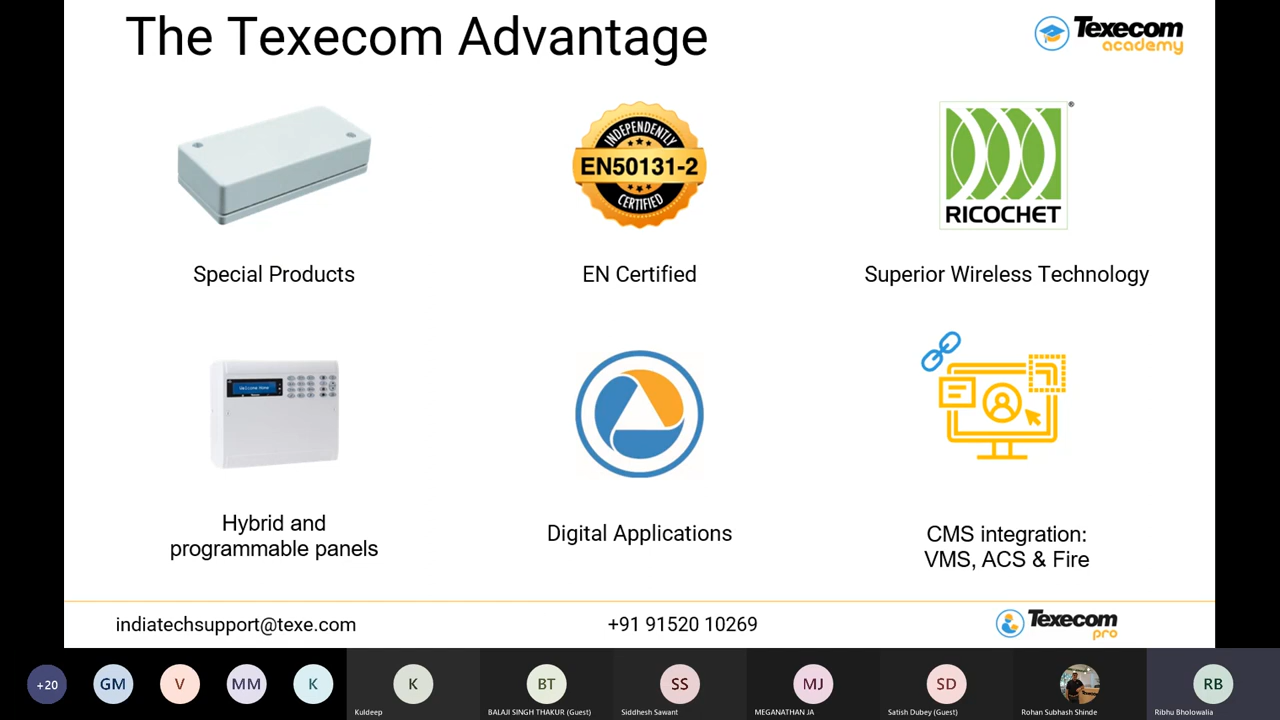 The Texecom Advantage
Texecom
academy
INDEPENDENTLY
EN50131-2
CERTIFIED
®
RICOCHET
Special Products
EN Certified
Superior Wireless Technology
Welcome Home
Hybrid and
programmable panels
Digital Applications
CMS integration:
VMS, ACS & Fire
indiatechsupport@texe.com
+91 91520 10269
Texecom
pro
+20
GM
V
MM
K
K
BT
SS
MJ
SD
RB
Kuldeep
BALAJI SINGH THAKUR (Guest)
Siddhesh Sawant
MEGANATHAN JA
Satish Dubey (Guest)
Rohan Subhash Shinde
Ribhu Bholowalia